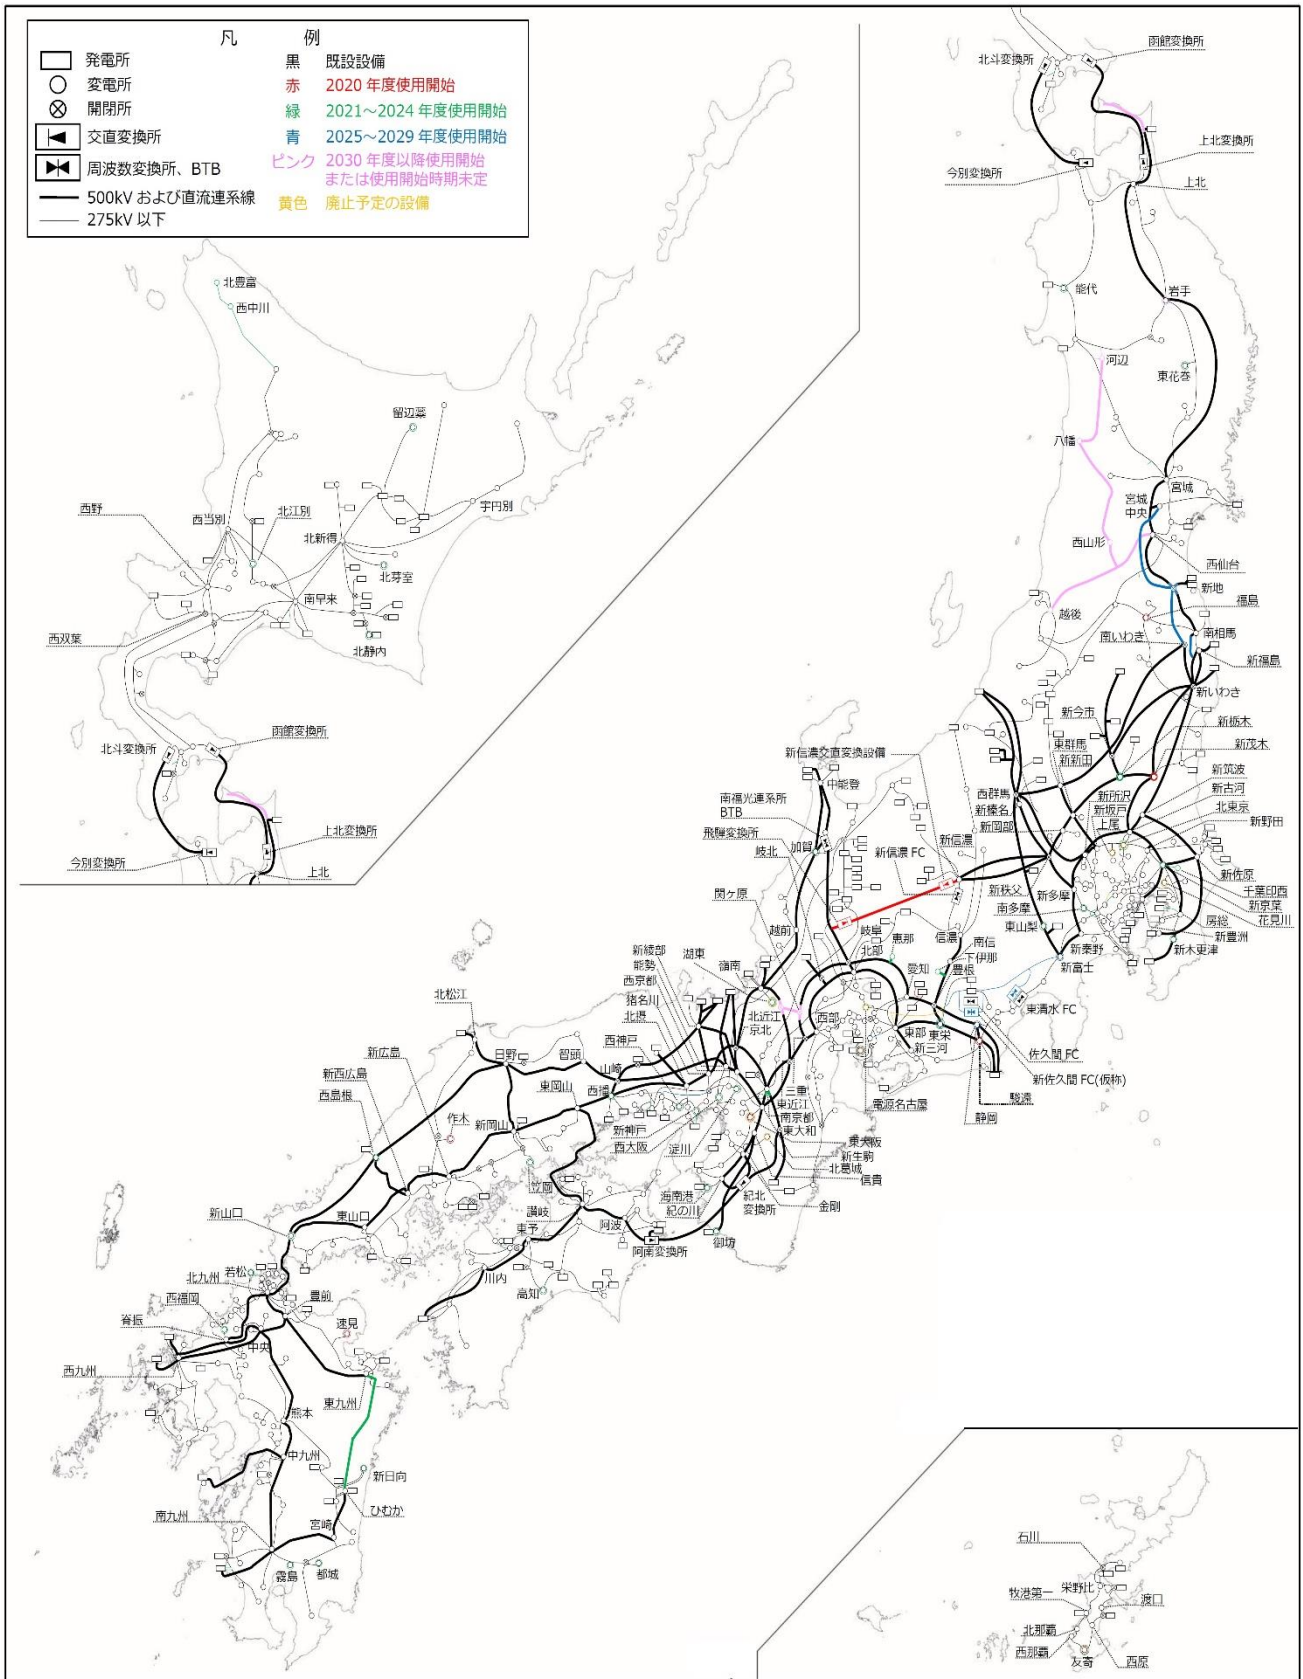 凡 例
発電所
変電所
開閉所
交直変換所
周波数変換所、BTB
500kV および直流連系線
275kV 以下
黒 既設設備
赤 2020 年度使用開始
緑 2021～2024 年度使用開始
青 2025～2029 年度使用開始
ピンク 2030 年度以降使用開始
または使用開始時期未定
黄色 廃止予定の設備
北豊富
西中川
留辺蘂
宇円別
西野
西当別
北江別
北新得
北芽室
南早来
西双葉
北静内
北斗変換所
函館変換所
今別変換所
上北変換所
上北
北斗変換所
函館変換所
今別変換所
上北変換所
上北
能代
岩手
河辺
東花巻
八幡
宮城
宮城
中央
西山形
西仙台
新地
越後
福島
南いわき
南相馬
新福島
新いわき
新今市
新栃木
東群馬
新茂木
新新田
新筑波
西群馬
新所沢
新古河
新榛名
新坂戸
北東京
新岡部
上尾
新野田
新信濃交直変換設備
中能登
南福光連系所
BTB
飛騨変換所
加賀
新信濃 FC
新信濃
岐北
新秩父
新多摩
新佐原
千葉印西
新京葉
花見川
南多摩
東山梨
房総
新豊洲
新秦野
新木更津
新富士
関ヶ原
越前
岐阜
恵那
信濃
南信
北部
下伊那
愛知
豊根
新綾部
湖東
能勢
嶺南
西京都
猪名川
北摂
北近江
京北
西部
東部
東栄
新三河
東清水 FC
佐久間 FC
新佐久間 FC(仮称)
駿遠
静岡
電源名古屋
北松江
西神戸
新広島
日野
智頭
山崎
新西広島
東岡山
西播
西島根
作木
新岡山
三重
東近江
南京都
東大和
新神戸
西大阪
淀川
東大阪
新生駒
北葛城
信貴
笠岡
海南港
紀の川
紀北
変換所
金剛
新山口
東山口
讃岐
阿波
東予
阿南変換所
御坊
川内
高知
若松
北九州
西福岡
豊前
脊振
速見
中央
西九州
東九州
熊本
中九州
新日向
ひむか
南九州
宮崎
霧島
都城
石川
栄野比
牧港第一
渡口
北那覇
西那覇
友寄
西原